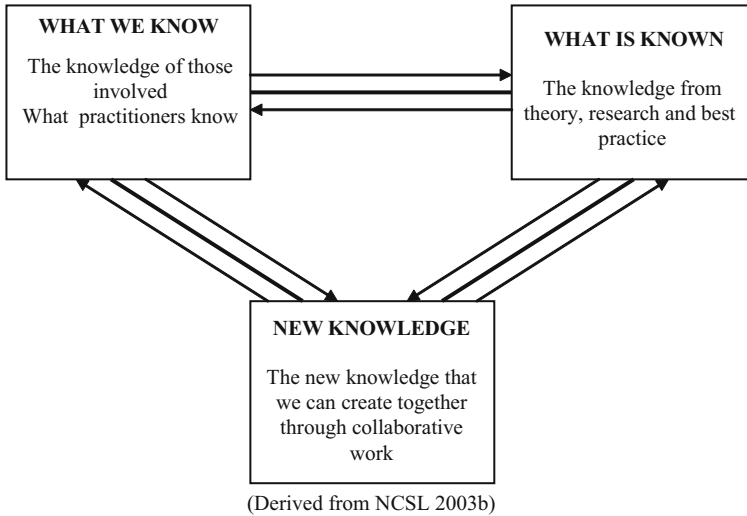 WHAT WE KNOW
The knowledge of those
involved
What practitioners know
WHAT IS KNOWN
The knowledge from
theory, research and best
practice
NEW KNOWLEDGE
The new knowledge that
we can create together
through collaborative
work
(Derived from NCSL 2003b)